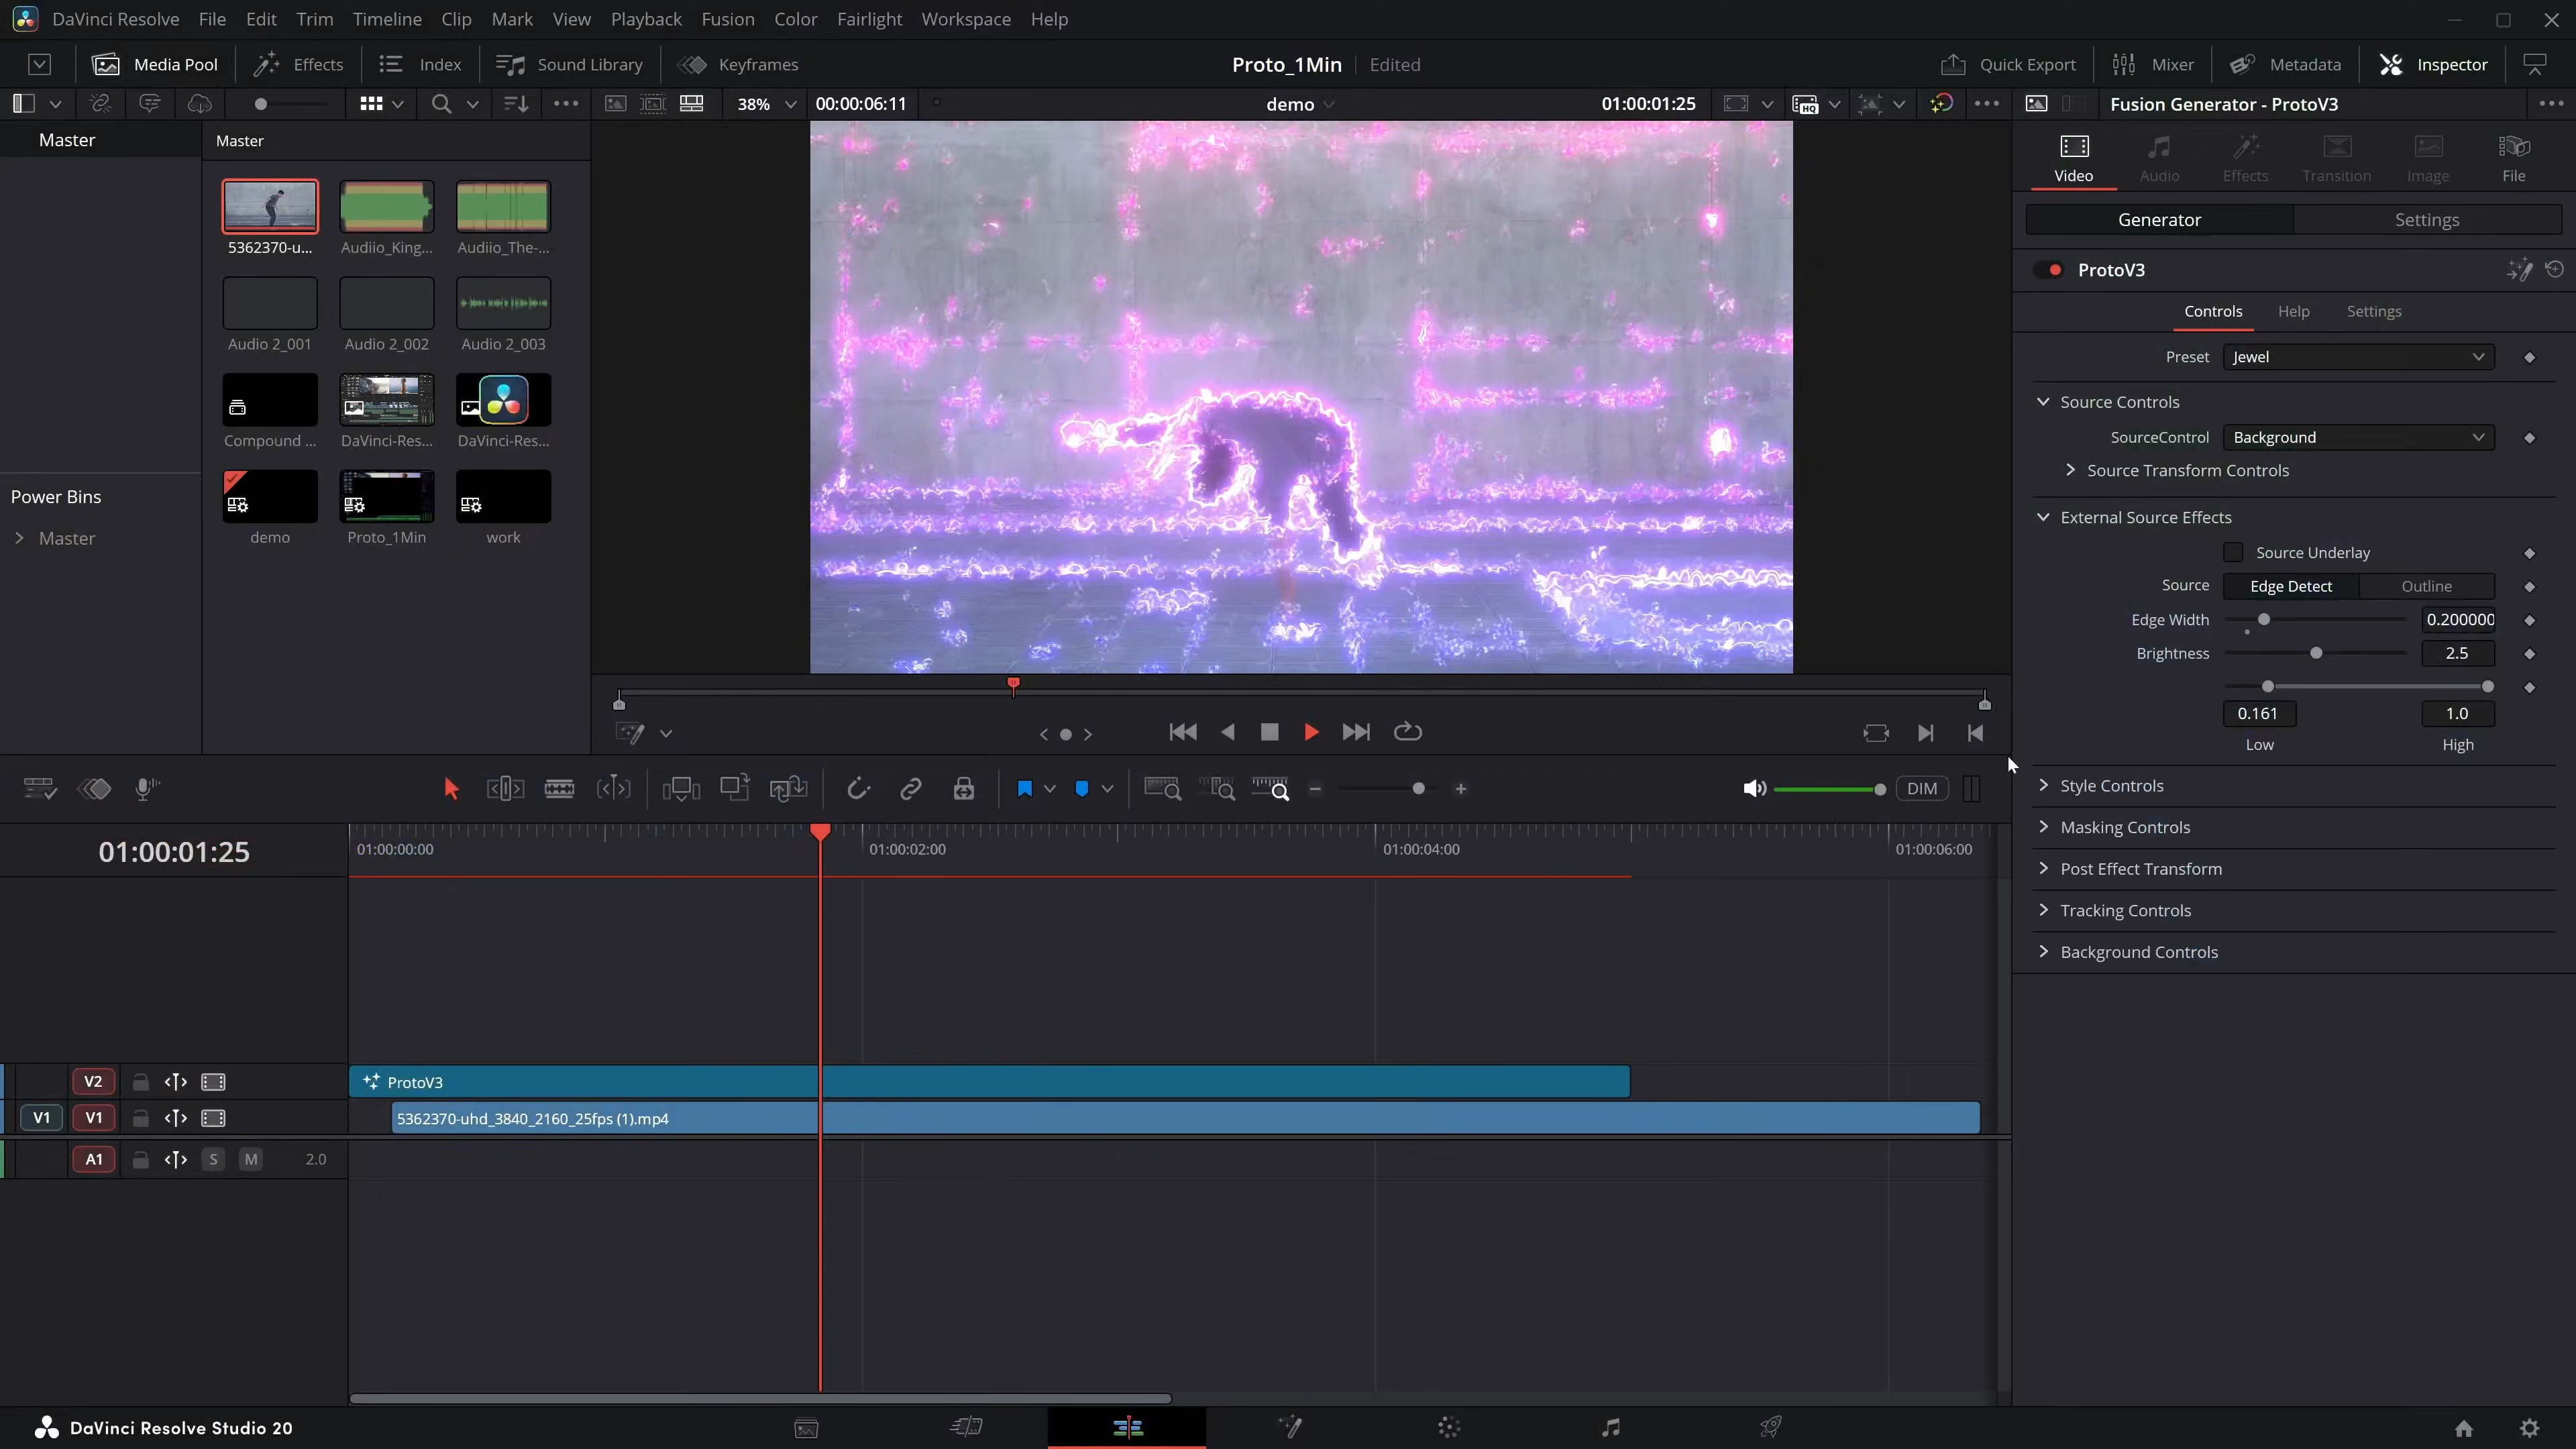 DaVinci Resolve File Edit Trim Timeline Clip Mark View Playback Fusion Color Fairlight Workspace Help
Media Pool Effects Index Sound Library Keyframes Proto_1Min Edited Quick Export Mixer Metadata Inspector
38% 00:00:06:11 demo 01:00:01:25 Fusion Generator - ProtoV3
Master
Power Bins
Master
Master
5362370-u... Audiio_King... Audiio_The-...
Audio 2_001 Audio 2_002 Audio 2_003
Compound ... DaVinci-Res... DaVinci-Res...
demo Proto_1Min work
Video Audio Effects Transition Image File
Generator Settings
ProtoV3
Controls Help Settings
Preset Jewel
Source Controls
SourceControl Background
Source Transform Controls
External Source Effects
Source Underlay
Source Edge Detect Outline
Edge Width 0.200000
Brightness 2.5
0.161 1.0
Low High
Style Controls
Masking Controls
Post Effect Transform
Tracking Controls
Background Controls
DIM
01:00:01:25 01:00:00:00 01:00:02:00 01:00:04:00 01:00:06:00
V2 ProtoV3
V1 V1 5362370-uhd_3840_2160_25fps (1).mp4
A1 S M 2.0
DaVinci Resolve Studio 20